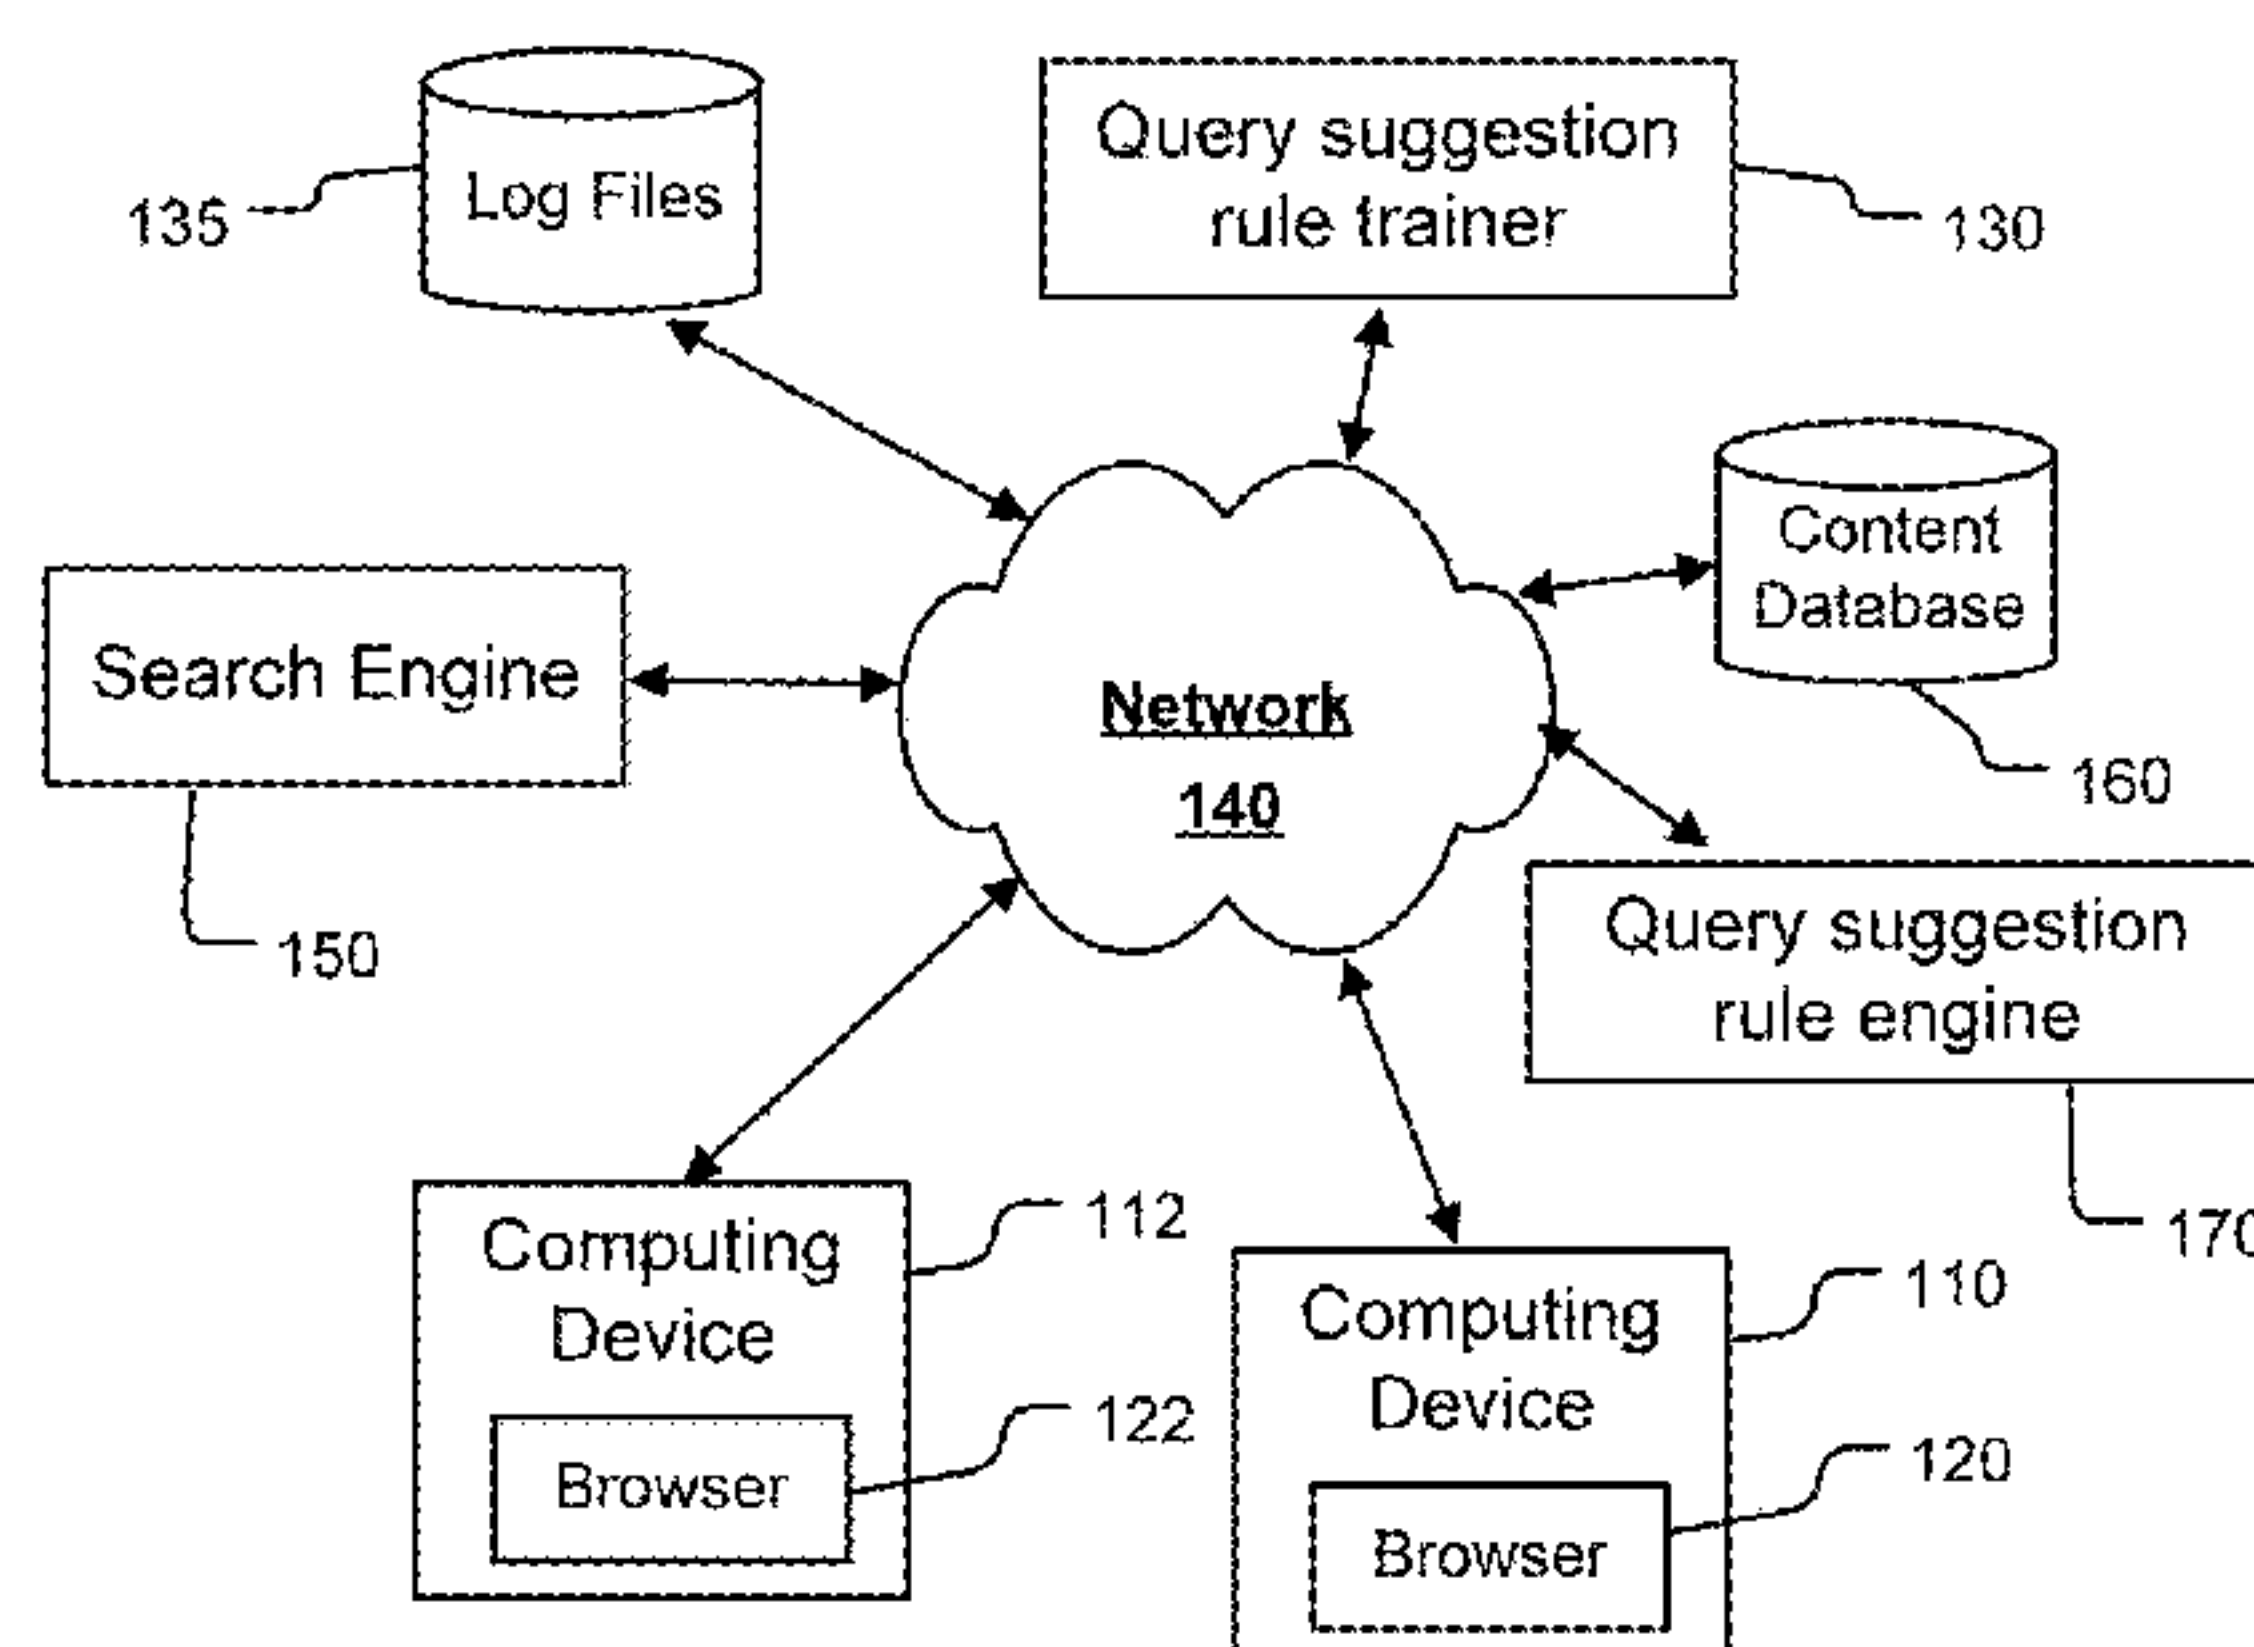 Log Files
135
Query suggestion
rule trainer
130
Content
Database
160
Search Engine
150
Network
140
Query suggestion
rule engine
170
Computing
Device
112
Browser
122
Computing
Device
110
Browser
120